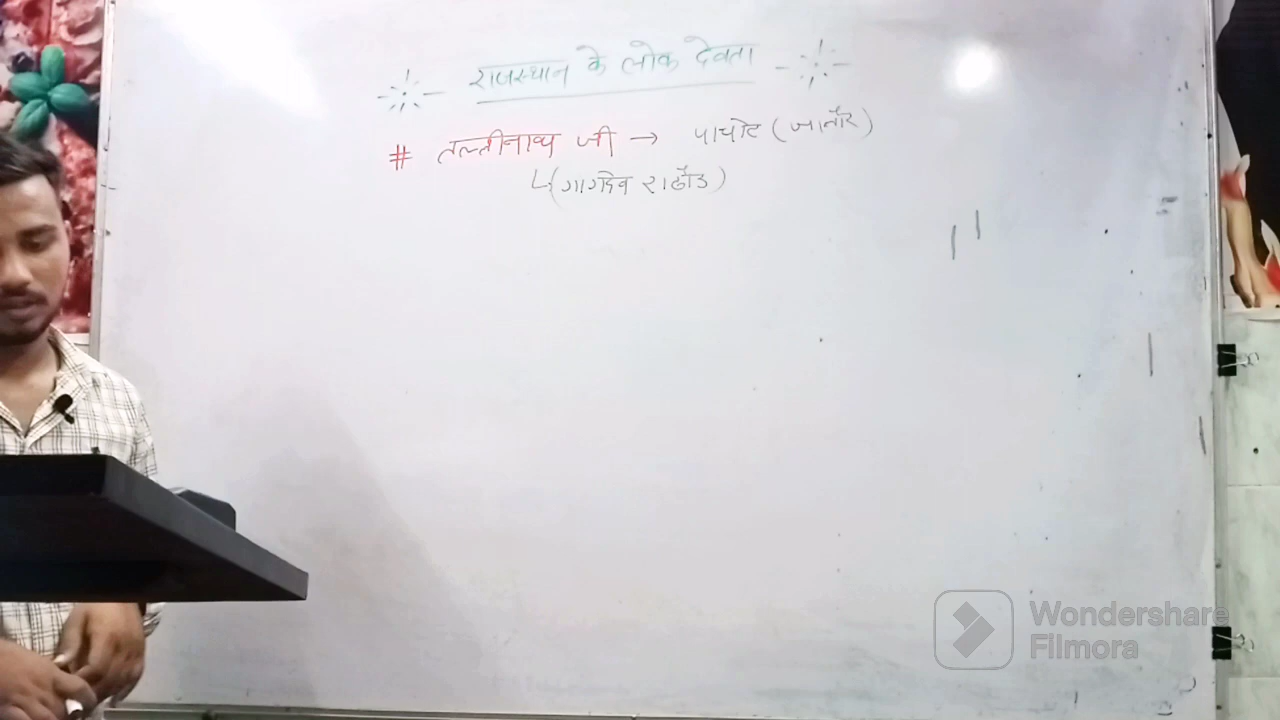 राजस्थान के लोक देवता
# तल्लीनाथ जी → पाचोट (जालौर)
↳ (गागदेव राठौड)
Wondershare
Filmora